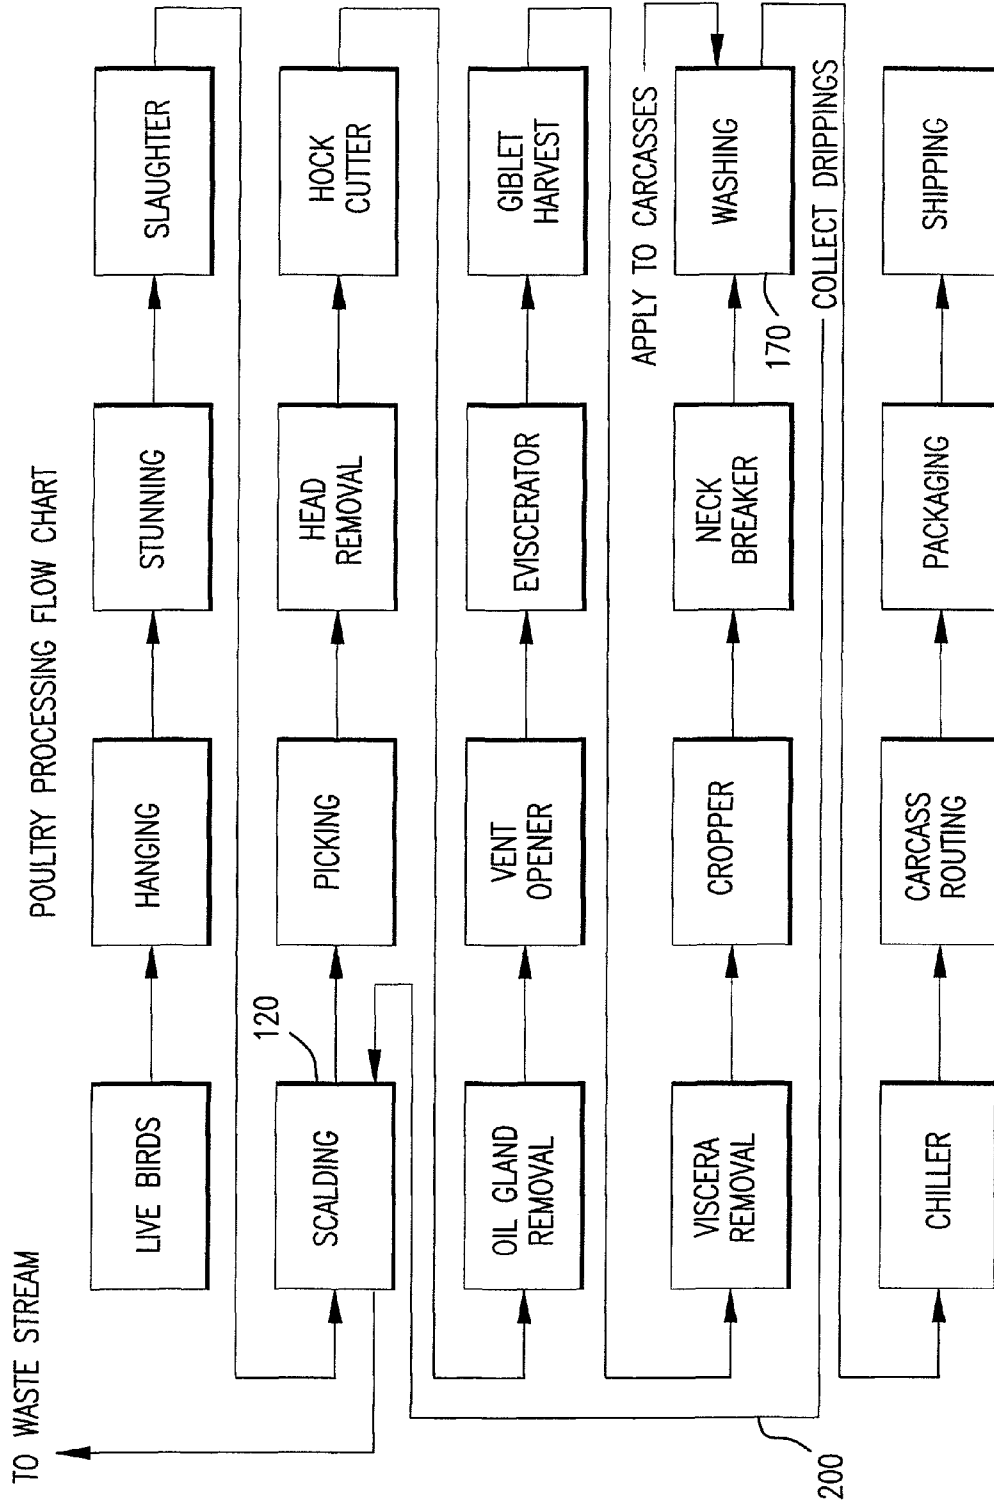 POULTRY PROCESSING FLOW CHART
TO WASTE STREAM
LIVE BIRDS
HANGING
STUNNING
SLAUGHTER
120
SCALDING
PICKING
HEAD
REMOVAL
HOCK
CUTTER
OIL GLAND
REMOVAL
VENT
OPENER
EVISCERATOR
GIBLET
HARVEST
APPLY TO CARCASSES
VISCERA
REMOVAL
CROPPER
NECK
BREAKER
WASHING
170
200
COLLECT DRIPPINGS
CHILLER
CARCASS
ROUTING
PACKAGING
SHIPPING